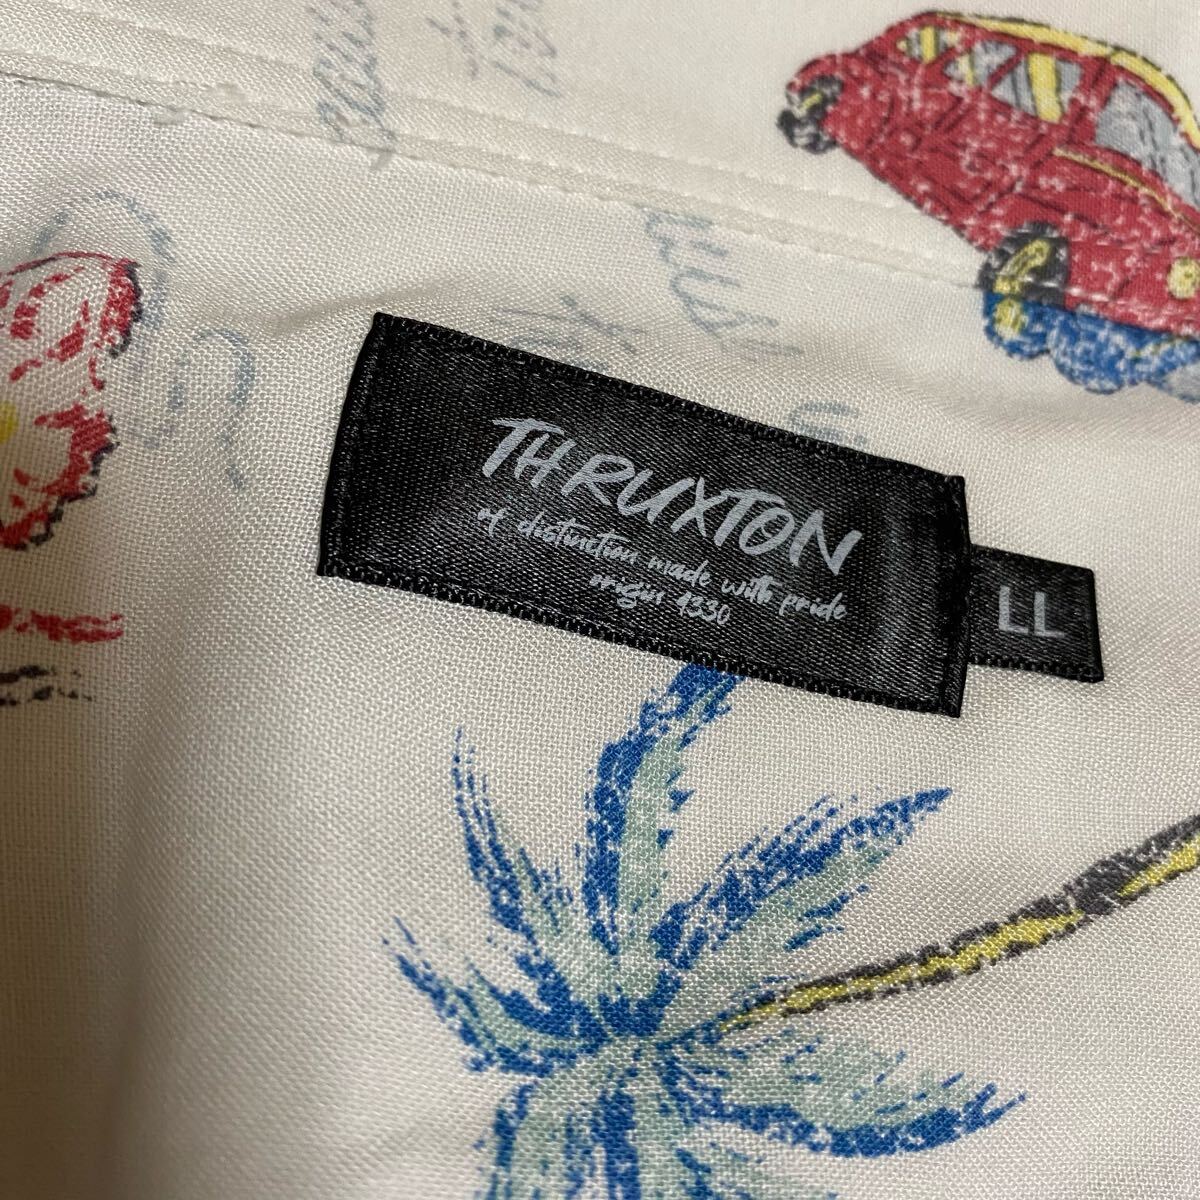 THRUXTON
of distinction made with pride
origin 1330
LL